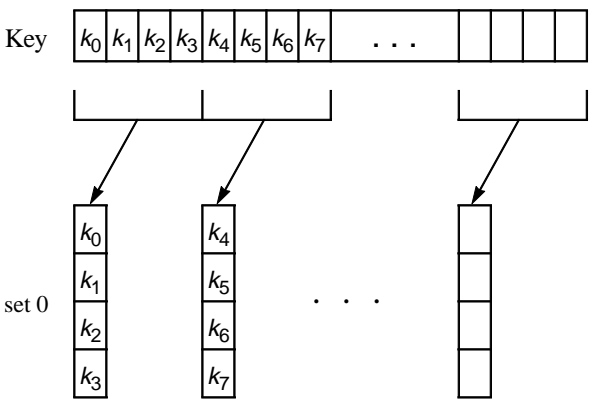 Key k0 k1 k2 k3 k4 k5 k6 k7 . . .
k0 k4
k1 k5
set 0 . . .
k2 k6
k3 k7